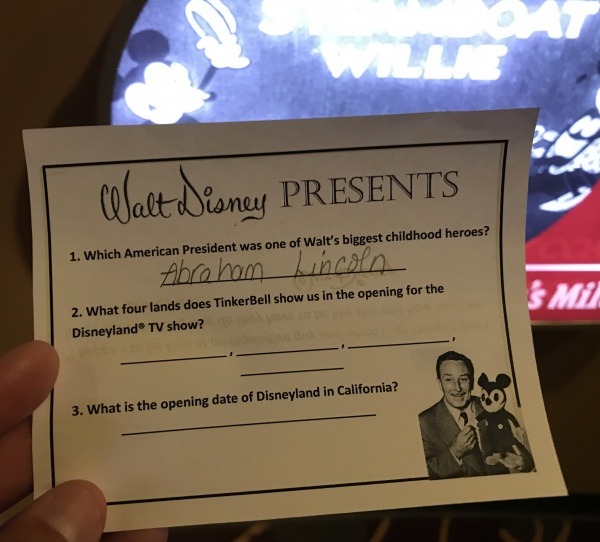 STEAMBOAT
WILLIE
Walt Disney PRESENTS
1. Which American President was one of Walt's biggest childhood heroes?
Abraham Lincoln
2. What four lands does TinkerBell show us in the opening for the
Disneyland® TV show?
3. What is the opening date of Disneyland in California?